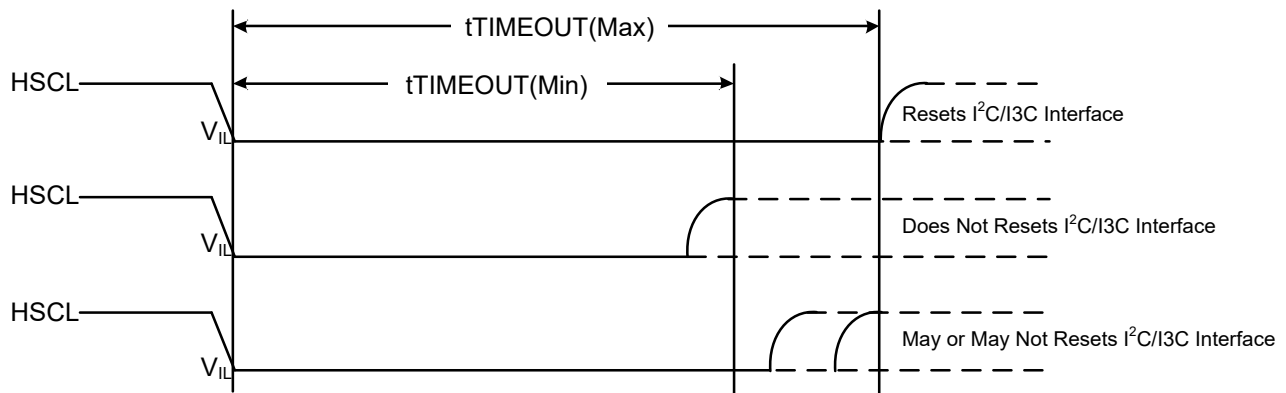 tTIMEOUT(Max)
HSCL
tTIMEOUT(Min)
Resets I²C/I3C Interface
VIL
HSCL
Does Not Resets I²C/I3C Interface
VIL
HSCL
May or May Not Resets I²C/I3C Interface
VIL